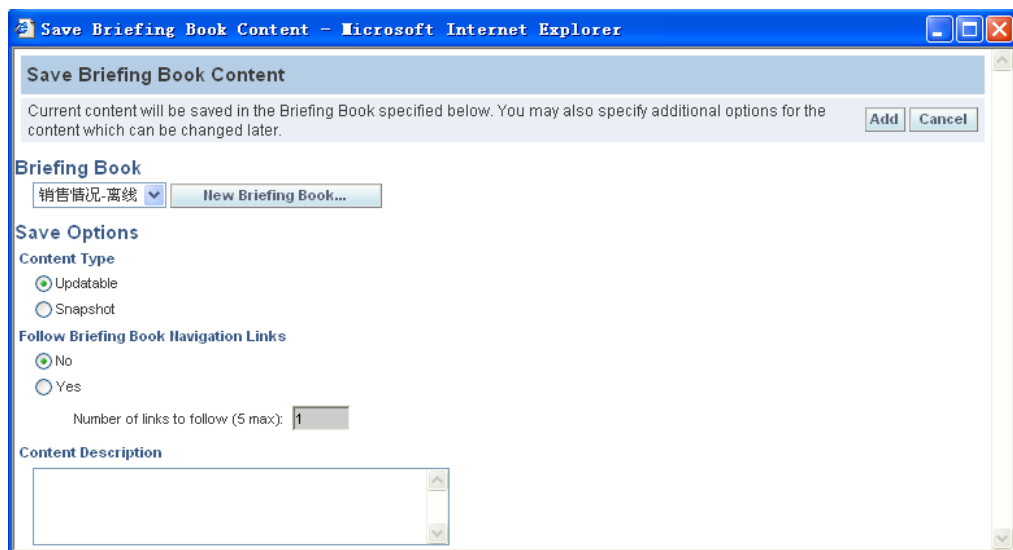 Save Briefing Book Content - Microsoft Internet Explorer
Save Briefing Book Content
Current content will be saved in the Briefing Book specified below. You may also specify additional options for the
content which can be changed later.
Add Cancel
Briefing Book
销售情况-离线 New Briefing Book...
Save Options
Content Type
Updatable
Snapshot
Follow Briefing Book Navigation Links
No
Yes
Number of links to follow (5 max): 1
Content Description